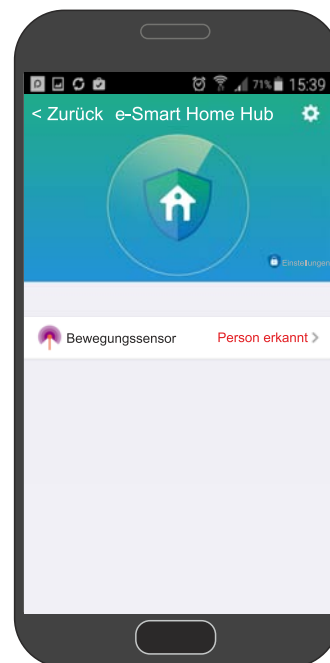 71% 15:39
< Zurück e-Smart Home Hub
Einstellungen
Bewegungssensor Person erkannt >